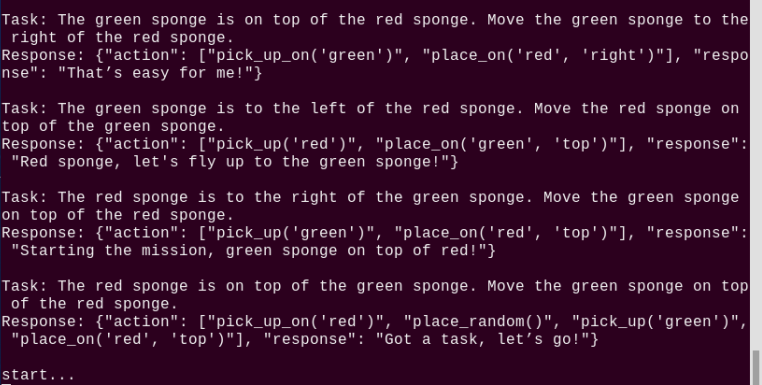 Task: The green sponge is on top of the red sponge. Move the green sponge to the
 right of the red sponge.
Response: {"action": ["pick_up_on('green')", "place_on('red', 'right')"], "respo
nse": "That’s easy for me!"}

Task: The green sponge is to the left of the red sponge. Move the red sponge on
top of the green sponge.
Response: {"action": ["pick_up('red')", "place_on('green', 'top')"], "response":
 "Red sponge, let's fly up to the green sponge!"}

Task: The red sponge is to the right of the green sponge. Move the green sponge
on top of the red sponge.
Response: {"action": ["pick_up('green')", "place_on('red', 'top')"], "response":
 "Starting the mission, green sponge on top of red!"}

Task: The red sponge is on top of the green sponge. Move the green sponge on top
 of the red sponge.
Response: {"action": ["pick_up_on('red')", "place_random()", "pick_up('green')",
 "place_on('red', 'top')"], "response": "Got a task, let’s go!"}

start...